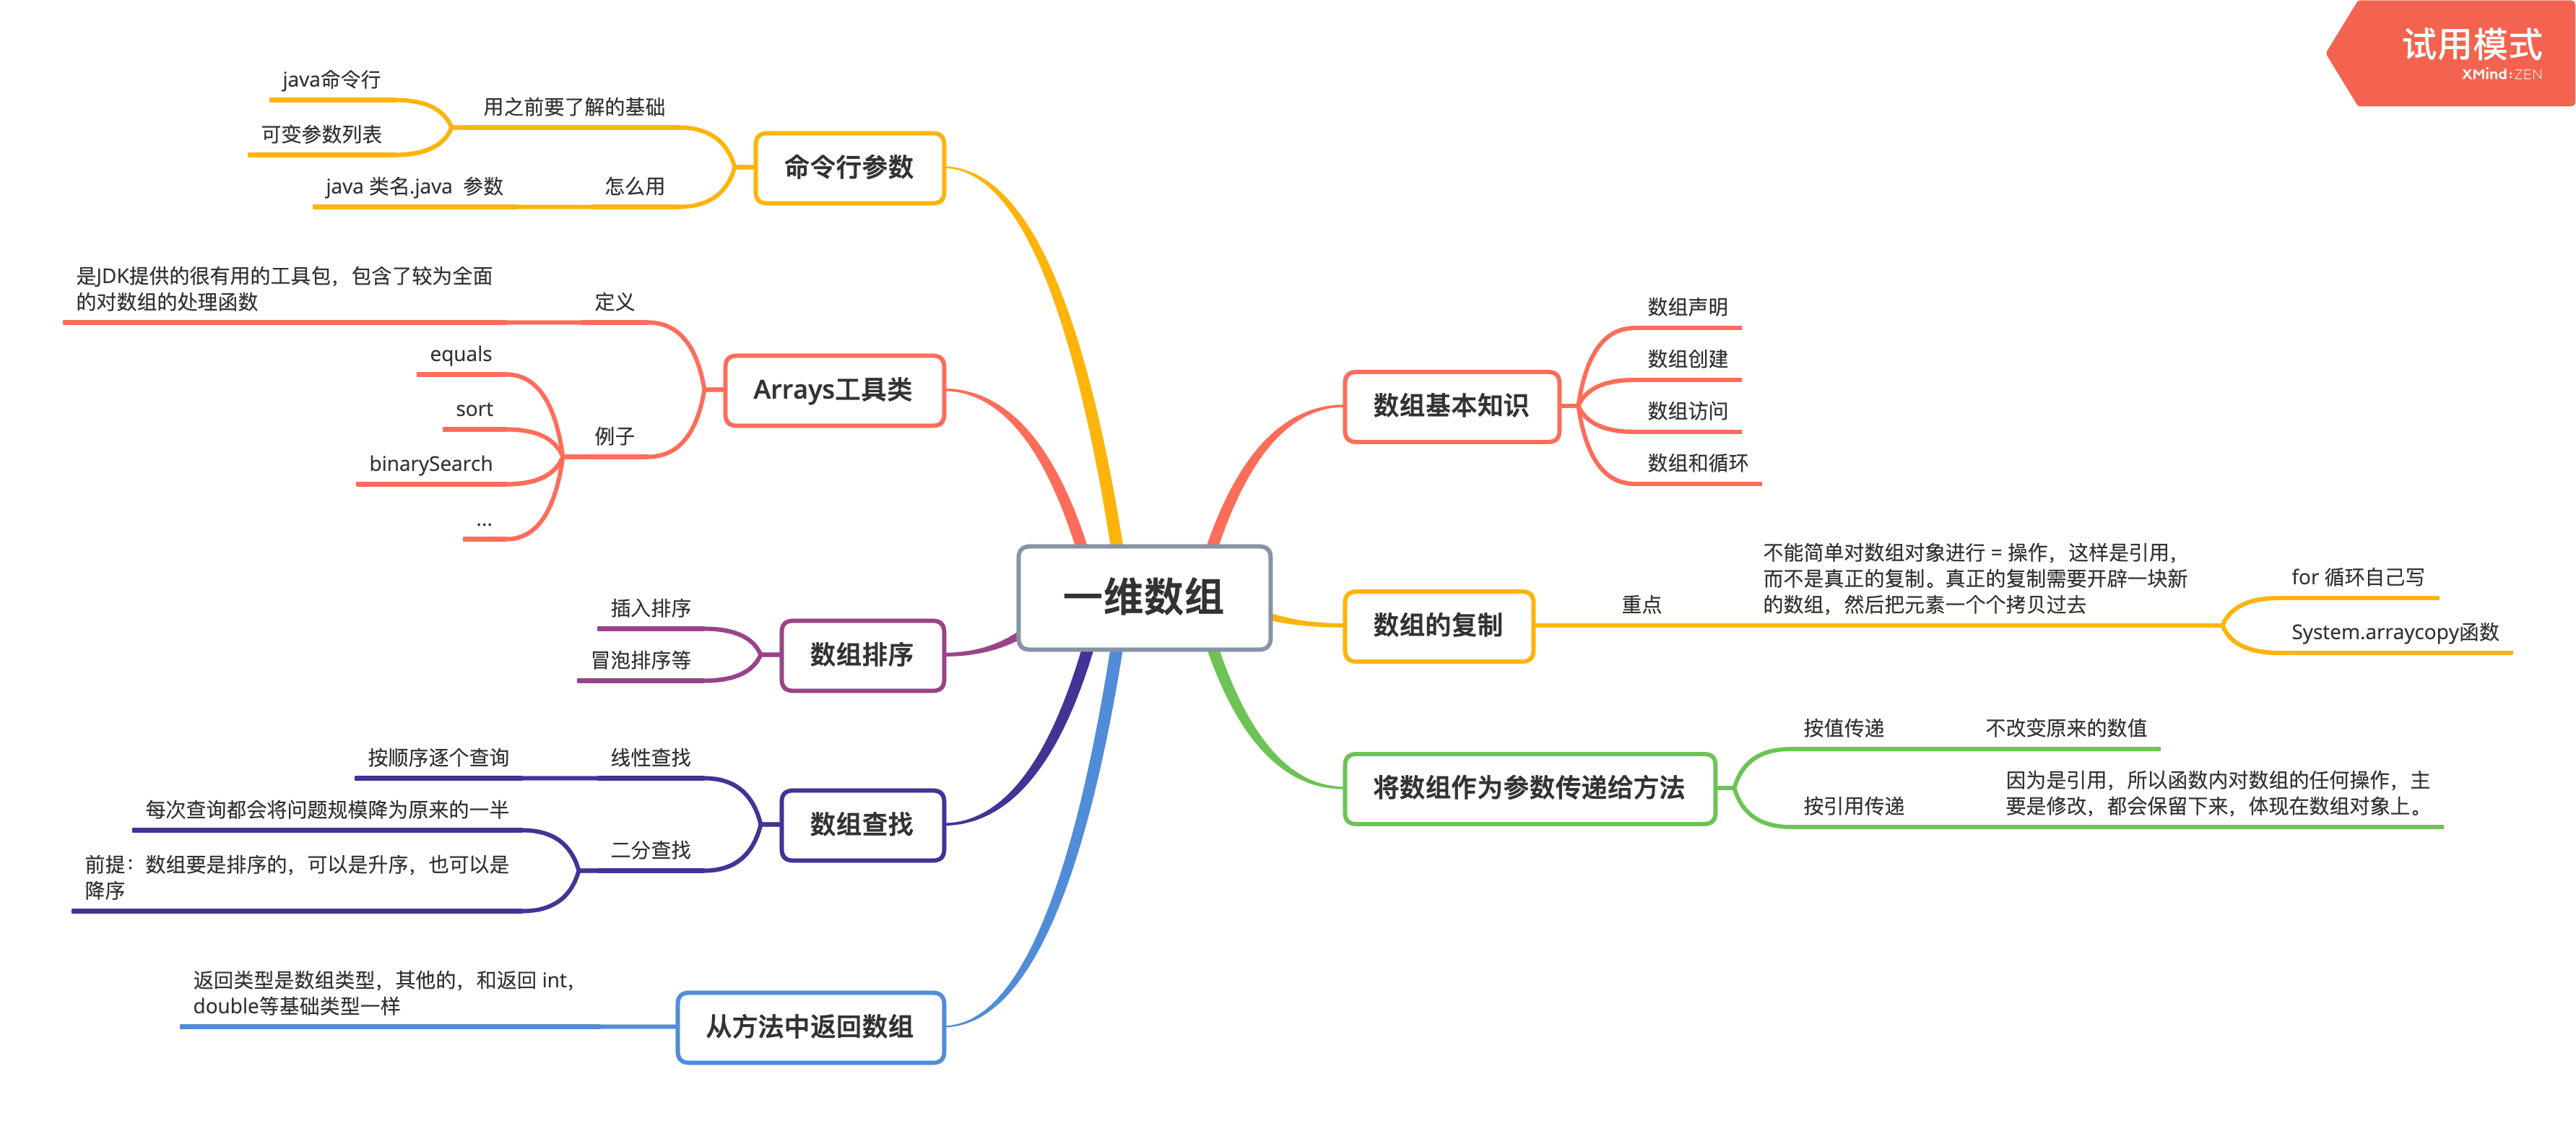 试用模式
XMind:ZEN
一维数组
数组基本知识
数组声明
数组创建
数组访问
数组和循环
数组的复制
重点
不能简单对数组对象进行 = 操作，这样是引用，
而不是真正的复制。真正的复制需要开辟一块新
的数组，然后把元素一个个拷贝过去
for 循环自己写
System.arraycopy函数
将数组作为参数传递给方法
按值传递
不改变原来的数值
按引用传递
因为是引用，所以函数内对数组的任何操作，主
要是修改，都会保留下来，体现在数组对象上。
命令行参数
用之前要了解的基础
java命令行
可变参数列表
怎么用
java 类名.java  参数
Arrays工具类
定义
是JDK提供的很有用的工具包，包含了较为全面
的对数组的处理函数
例子
equals
sort
binarySearch
...
数组排序
插入排序
冒泡排序等
数组查找
线性查找
按顺序逐个查询
二分查找
每次查询都会将问题规模降为原来的一半
前提：数组要是排序的，可以是升序，也可以是
降序
从方法中返回数组
返回类型是数组类型，其他的，和返回 int，
double等基础类型一样